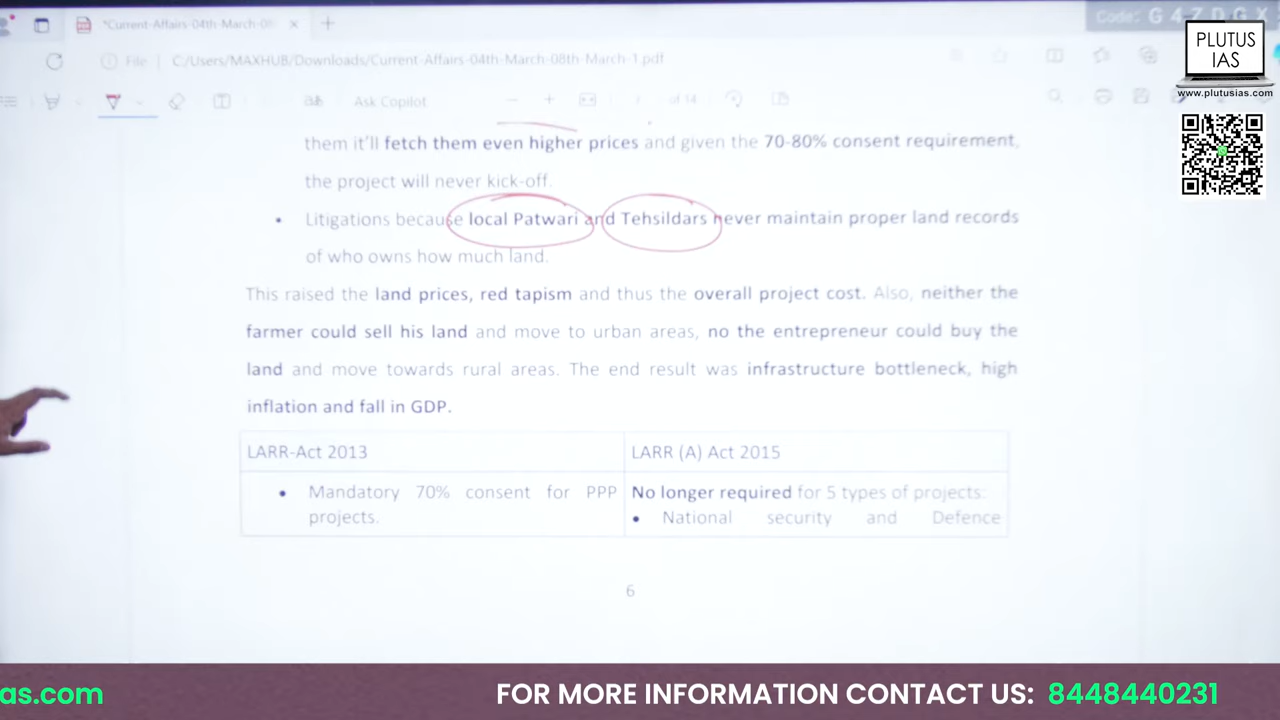 *Current-Affairs-04th-March-08
Code: G 4 Z D G X
PLUTUS
IAS
www.plutusias.com
File
C:/Users/MAXHUB/Downloads/Current-Affairs-04th-March-08th-March-1.pdf
Ask Copilot
of 14
them it'll fetch them even higher prices and given the 70-80% consent requirement,
the project will never kick-off.
• Litigations because local Patwari and Tehsildars never maintain proper land records
of who owns how much land.
This raised the land prices, red tapism and thus the overall project cost. Also, neither the
farmer could sell his land and move to urban areas, no the entrepreneur could buy the
land and move towards rural areas. The end result was infrastructure bottleneck, high
inflation and fall in GDP.
LARR-Act 2013
LARR (A) Act 2015
• Mandatory 70% consent for PPP
projects.
No longer required for 5 types of projects:
• National security and Defence
6
as.com
FOR MORE INFORMATION CONTACT US: 8448440231